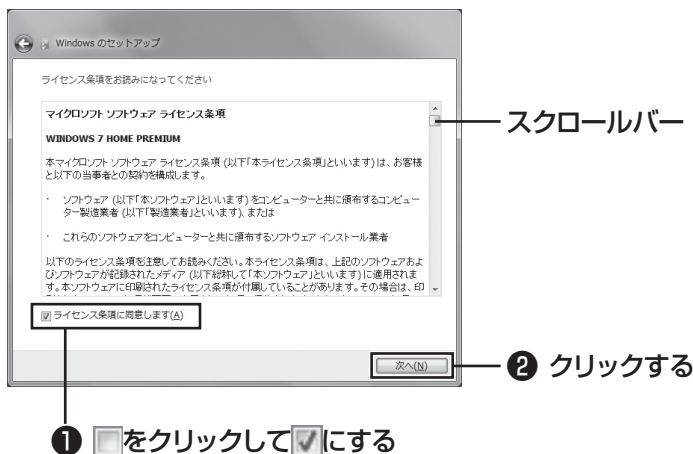 Windows のセットアップ
ライセンス条項をお読みになってください
マイクロソフト ソフトウェア ライセンス条項
WINDOWS 7 HOME PREMIUM
本マイクロソフト ソフトウェア ライセンス条項 (以下「本ライセンス条項」といいます) は、お客様
と以下の当事者との契約を構成します。
· ソフトウェア (以下「本ソフトウェア」といいます) をコンピューターと共に頒布するコンピュー
ター製造業者 (以下「製造業者」といいます)、または
· これらのソフトウェアをコンピューターと共に頒布するソフトウェア インストール業者
以下のライセンス条項を注意してお読みください。本ライセンス条項は、上記のソフトウェアおよ
びソフトウェアが記録されたメディア (以下総称して「本ソフトウェア」といいます) に適用されま
す。本ソフトウェアに印刷されたライセンス条項が付属していることがあります。その場合は、印
スクロールバー
ライセンス条項に同意します(A)
次へ(N)
❷ クリックする
❶ をクリックして にする